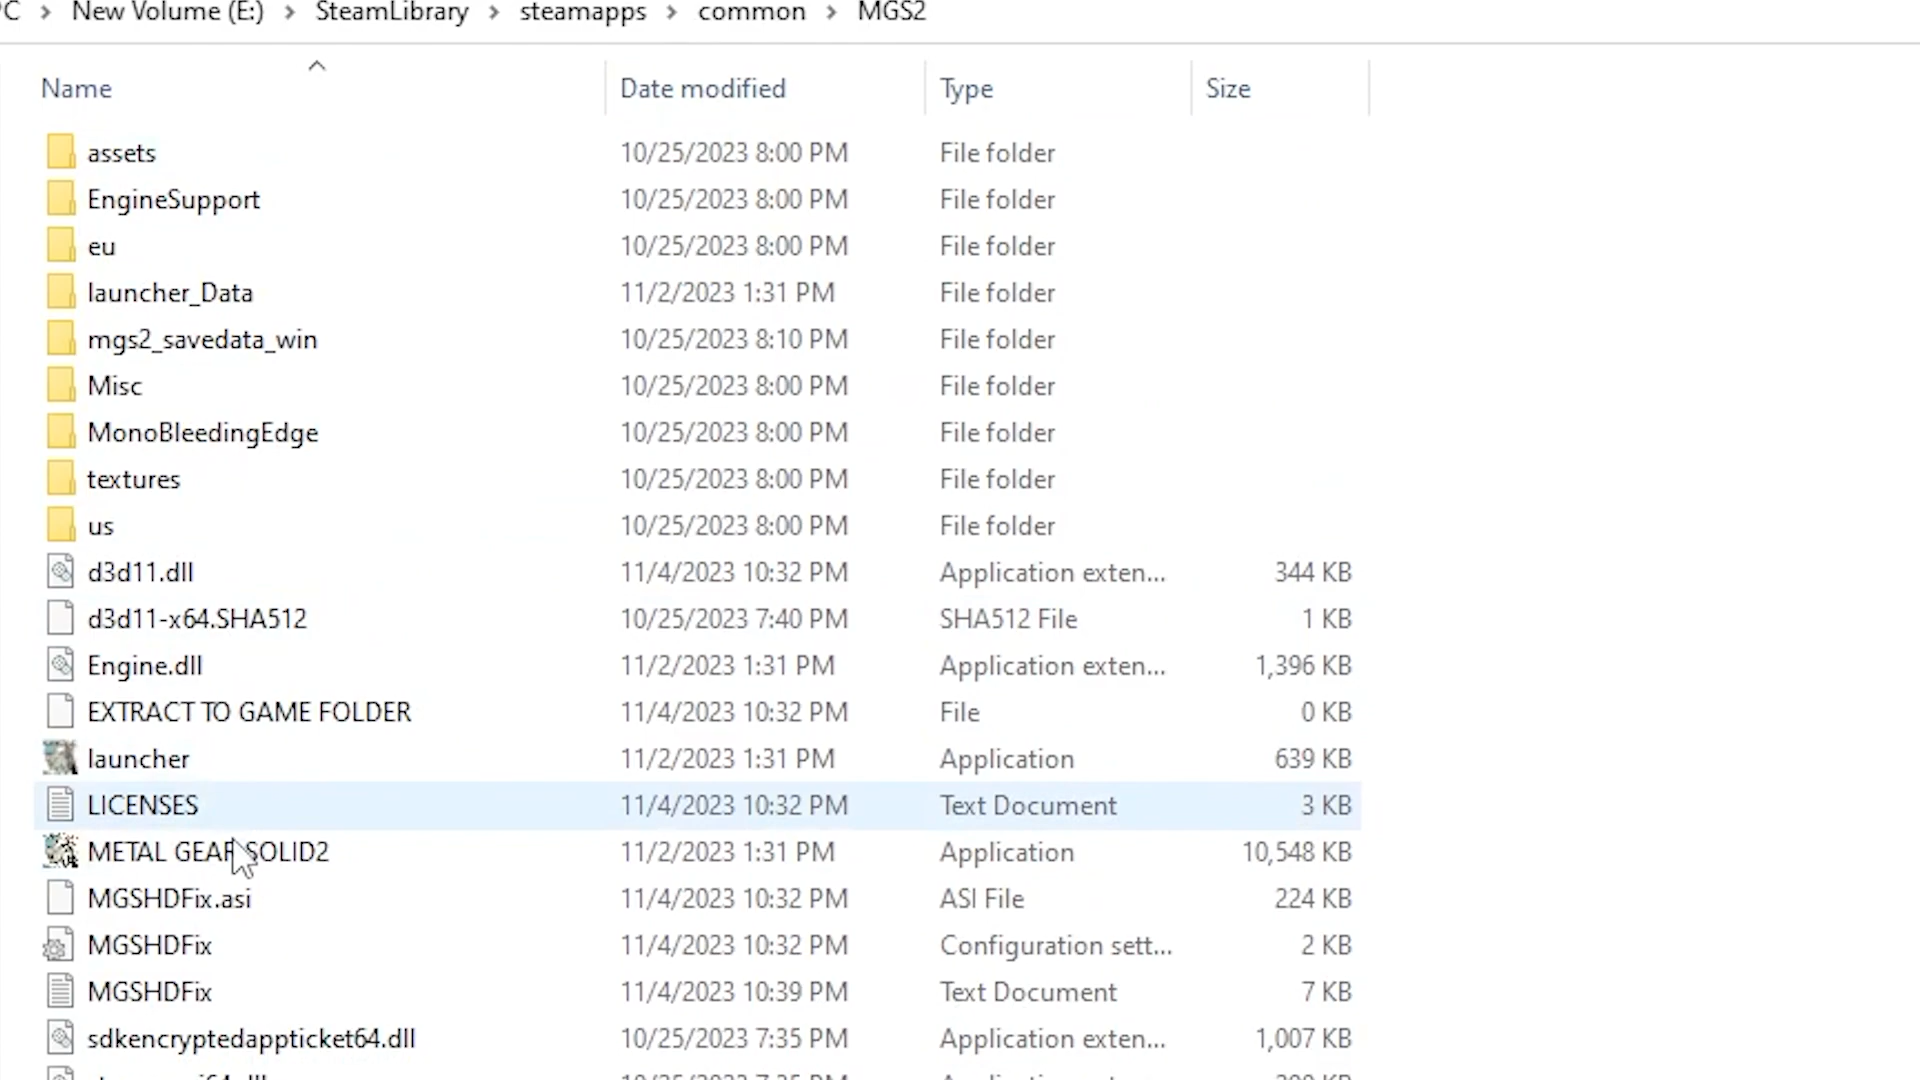 C > New Volume (E:) > SteamLibrary > steamapps > common > MGS2
Name Date modified Type Size
assets 10/25/2023 8:00 PM File folder
EngineSupport 10/25/2023 8:00 PM File folder
eu 10/25/2023 8:00 PM File folder
launcher_Data 11/2/2023 1:31 PM File folder
mgs2_savedata_win 10/25/2023 8:10 PM File folder
Misc 10/25/2023 8:00 PM File folder
MonoBleedingEdge 10/25/2023 8:00 PM File folder
textures 10/25/2023 8:00 PM File folder
us 10/25/2023 8:00 PM File folder
d3d11.dll 11/4/2023 10:32 PM Application exten... 344 KB
d3d11-x64.SHA512 10/25/2023 7:40 PM SHA512 File 1 KB
Engine.dll 11/2/2023 1:31 PM Application exten... 1,396 KB
EXTRACT TO GAME FOLDER 11/4/2023 10:32 PM File 0 KB
launcher 11/2/2023 1:31 PM Application 639 KB
LICENSES 11/4/2023 10:32 PM Text Document 3 KB
METAL GEAR SOLID2 11/2/2023 1:31 PM Application 10,548 KB
MGSHDFix.asi 11/4/2023 10:32 PM ASI File 224 KB
MGSHDFix 11/4/2023 10:32 PM Configuration sett... 2 KB
MGSHDFix 11/4/2023 10:39 PM Text Document 7 KB
sdkencryptedappticket64.dll 10/25/2023 7:35 PM Application exten... 1,007 KB